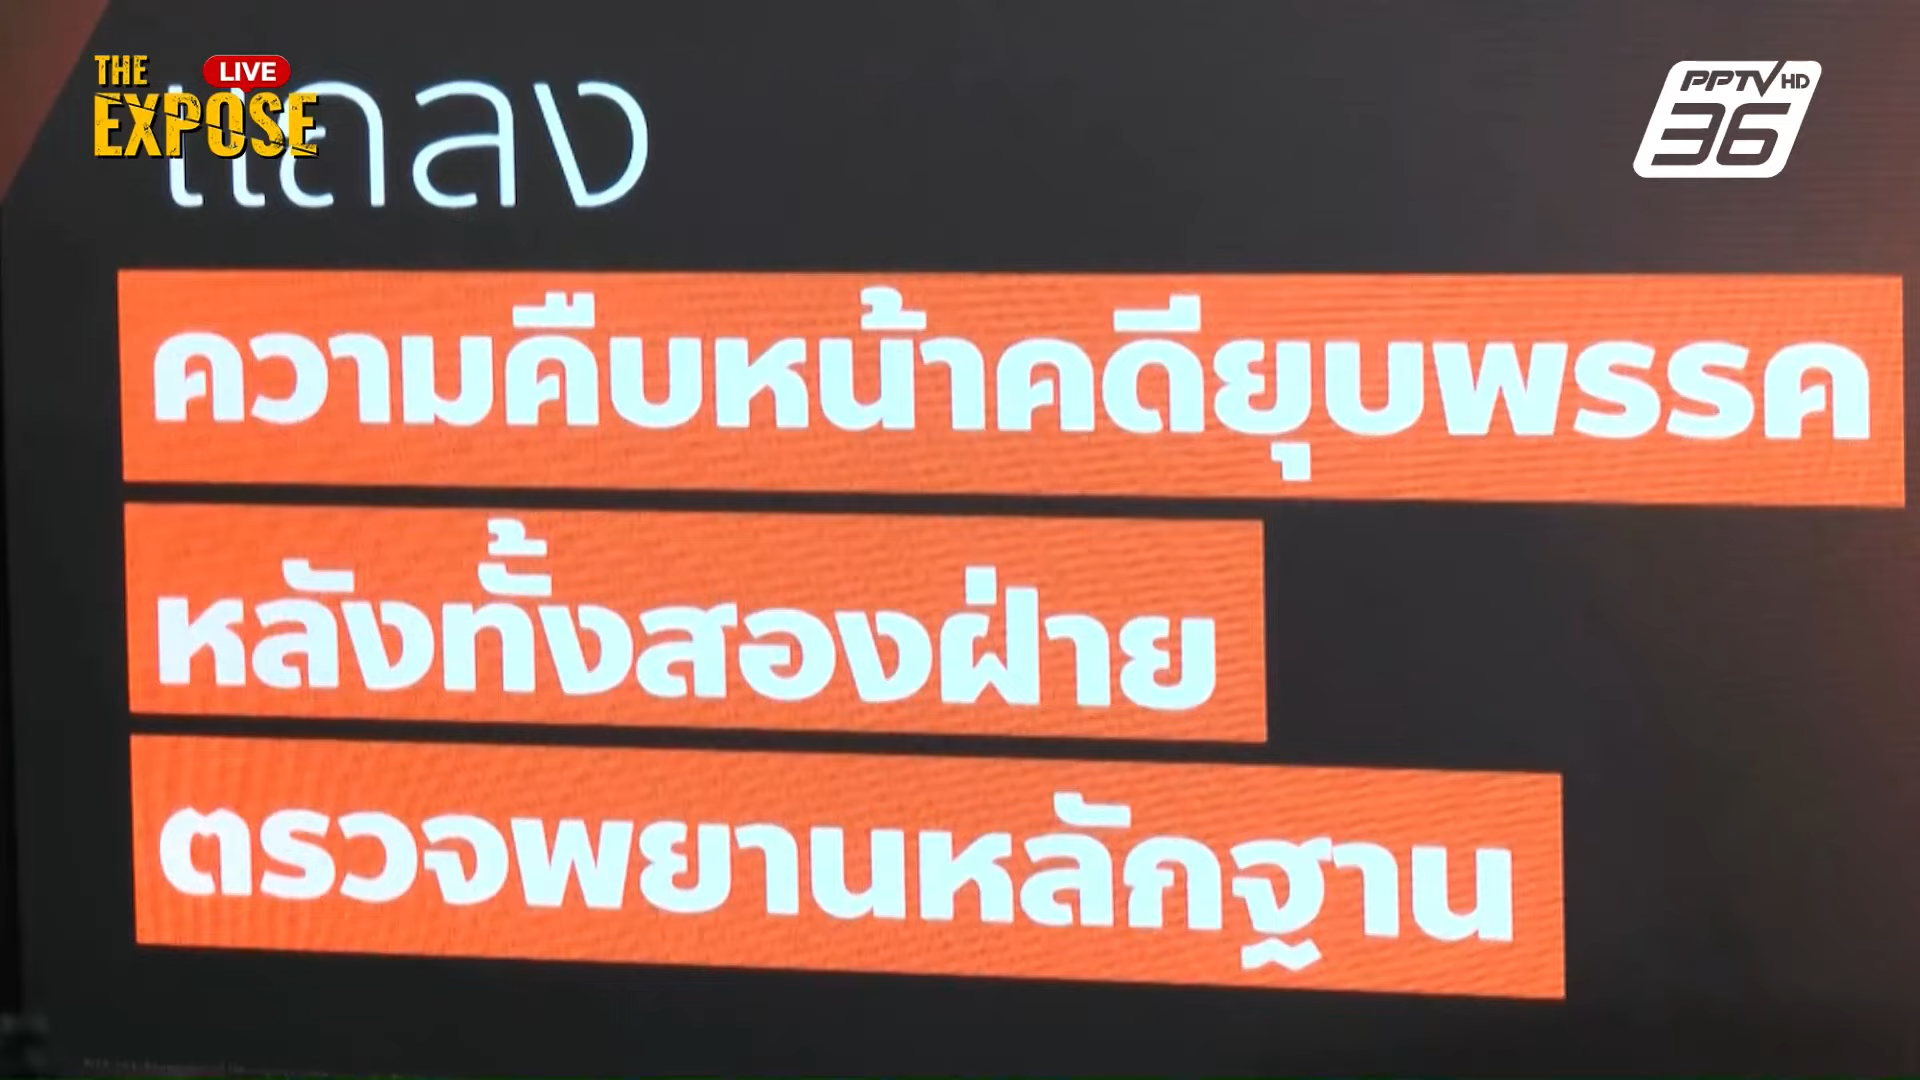 THE
LIVE
EXPOSE
PPTV HD
36
แถลง
ความคืบหน้าคดียุบพรรค
หลังทั้งสองฝ่าย
ตรวจพยานหลักฐาน